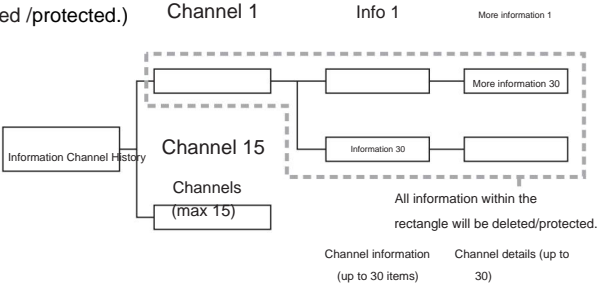 ed /protected.)
Channel 1
Info 1
More information 1
More information 30
Information Channel History
Channel 15
Information 30
Channels
(max 15)
All information within the
rectangle will be deleted/protected.
Channel information
(up to 30 items)
Channel details (up to
30)